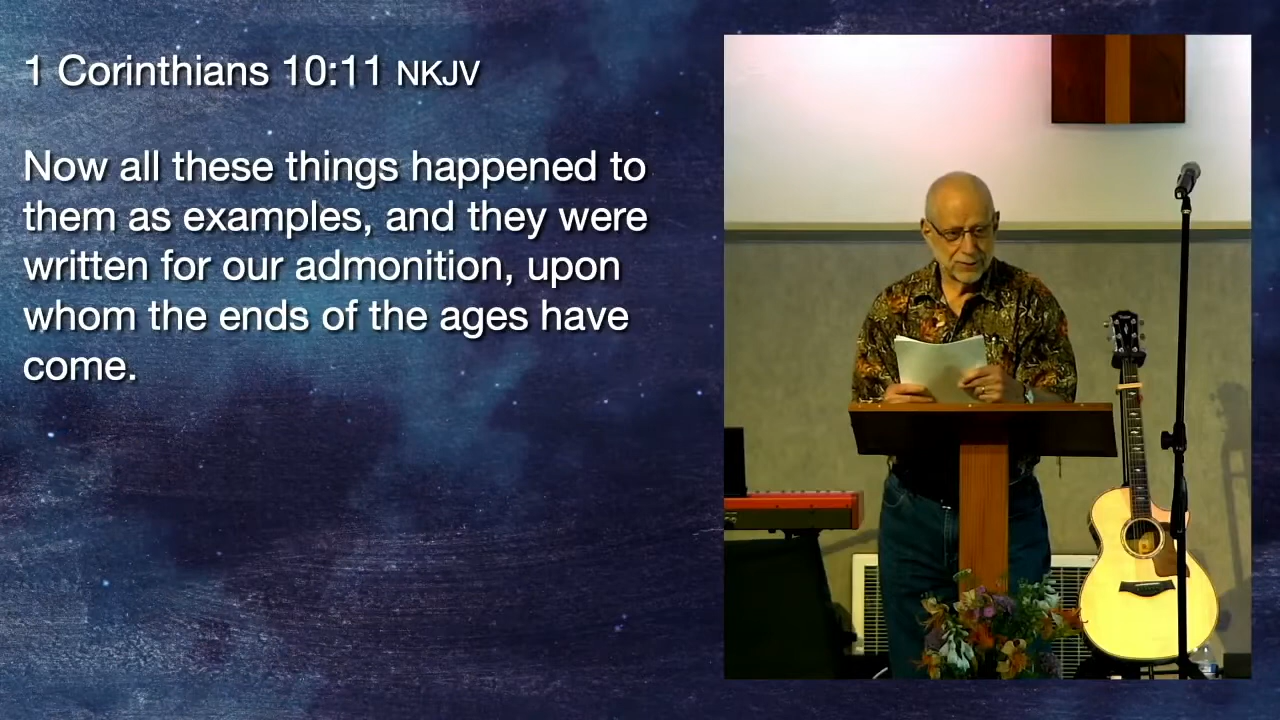 1 Corinthians 10:11 NKJV
Now all these things happened to
them as examples, and they were
written for our admonition, upon
whom the ends of the ages have
come.